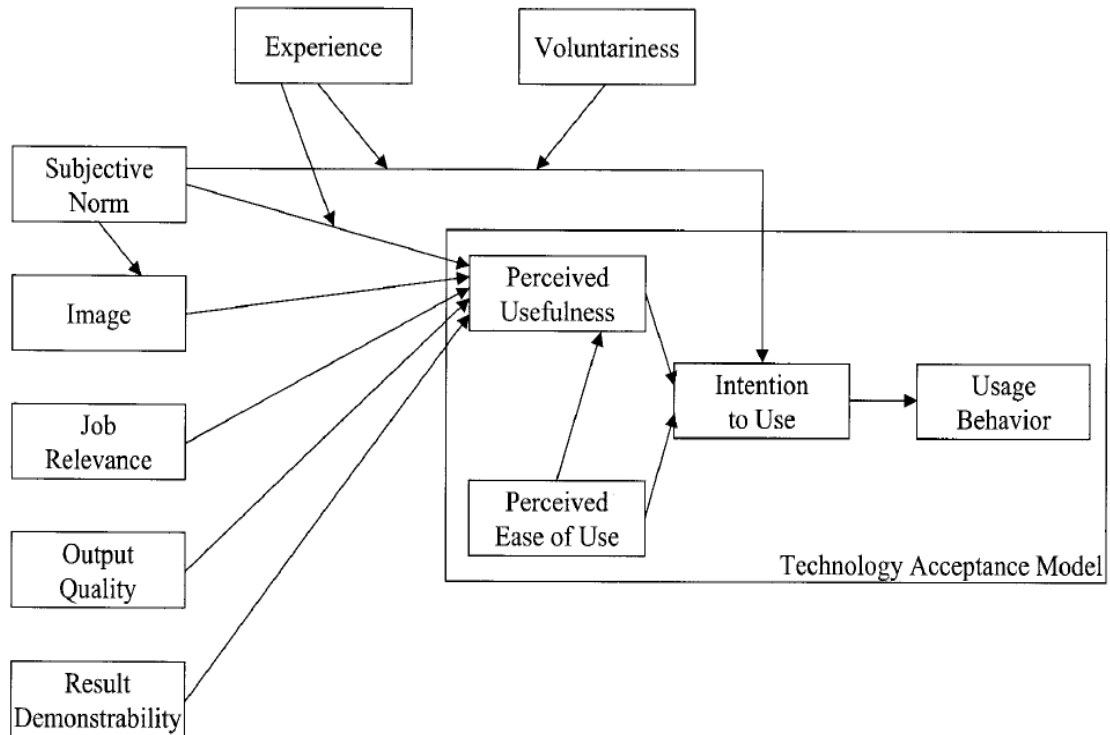 Experience
Voluntariness
Subjective
Norm
Image
Job
Relevance
Output
Quality
Result
Demonstrability
Perceived
Usefulness
Perceived
Ease of Use
Intention
to Use
Usage
Behavior
Technology Acceptance Model